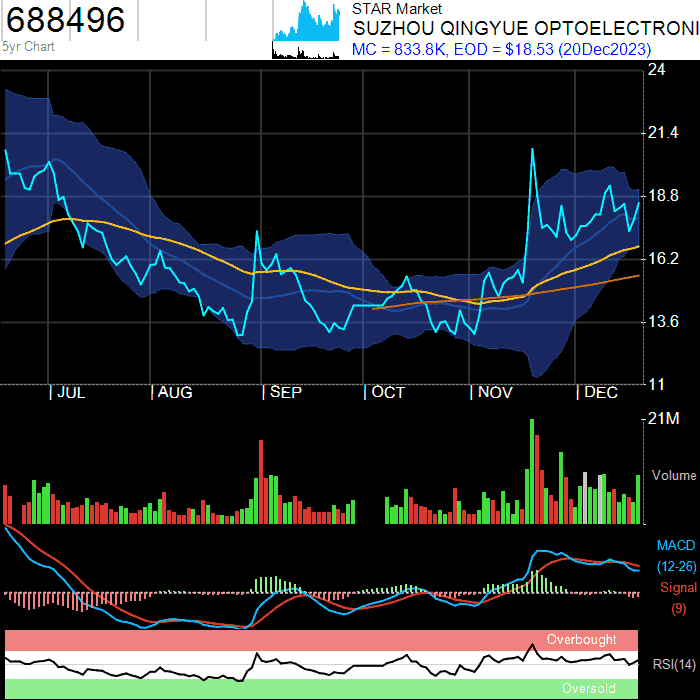 688496
STAR Market
SUZHOU QINGYUE OPTOELECTRONI
5yr Chart
MC = 833.8K, EOD = $18.53 (20Dec2023)
24
21.4
18.8
16.2
13.6
11
| JUL
| AUG
| SEP
| OCT
| NOV
| DEC
21M
Volume
MACD
(12-26)
Signal
(9)
Overbought
RSI(14)
Oversold